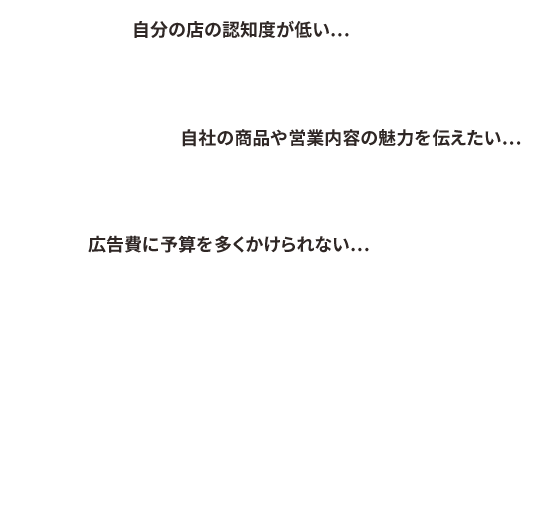 自分の店の認知度が低い...
自社の商品や営業内容の魅力を伝えたい...
広告費に予算を多くかけられない...